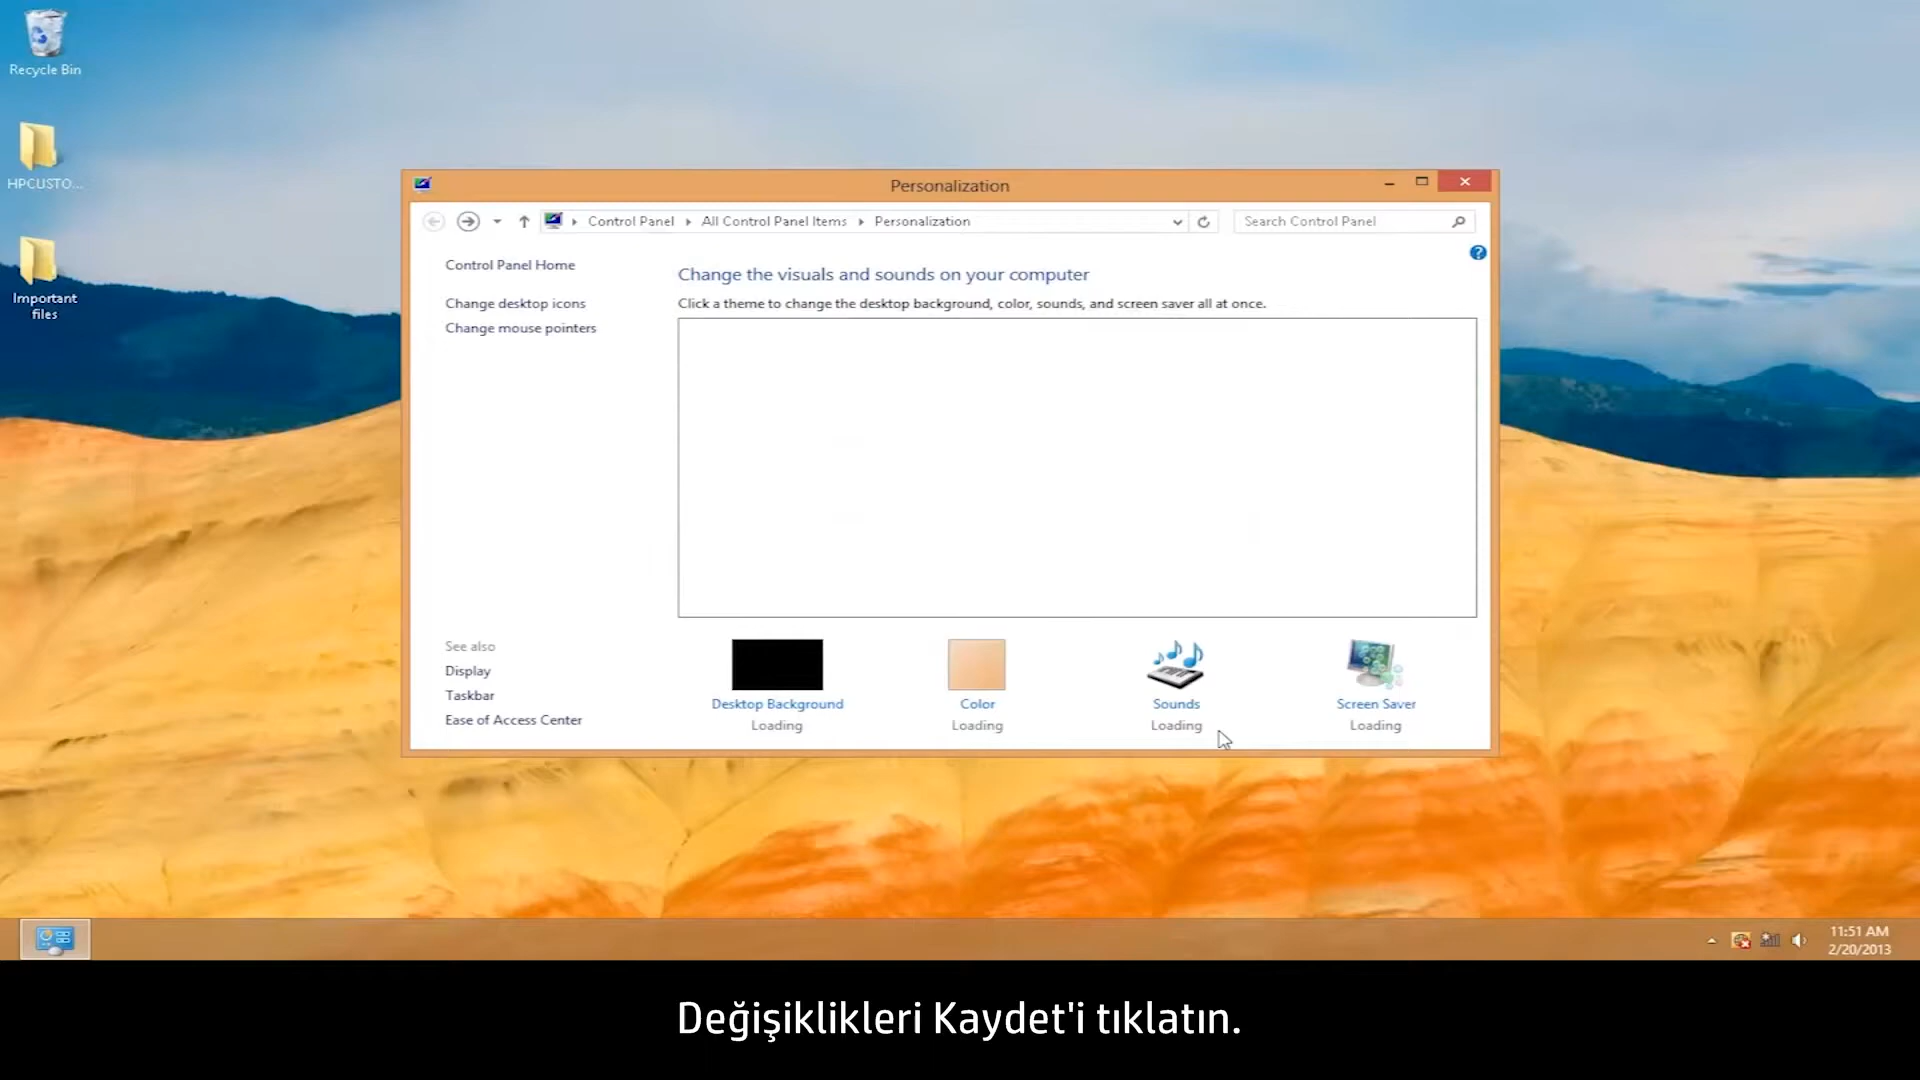 Recycle Bin
HPCUSTO...
Important
files
Personalization
Control Panel
All Control Panel Items
Personalization
Search Control Panel
Control Panel Home
Change desktop icons
Change mouse pointers
Change the visuals and sounds on your computer
Click a theme to change the desktop background, color, sounds, and screen saver all at once.
See also
Display
Taskbar
Ease of Access Center
Desktop Background
Loading
Color
Loading
Sounds
Loading
Screen Saver
Loading
11:51 AM
2/20/2013
Değişiklikleri Kaydet'i tıklatın.